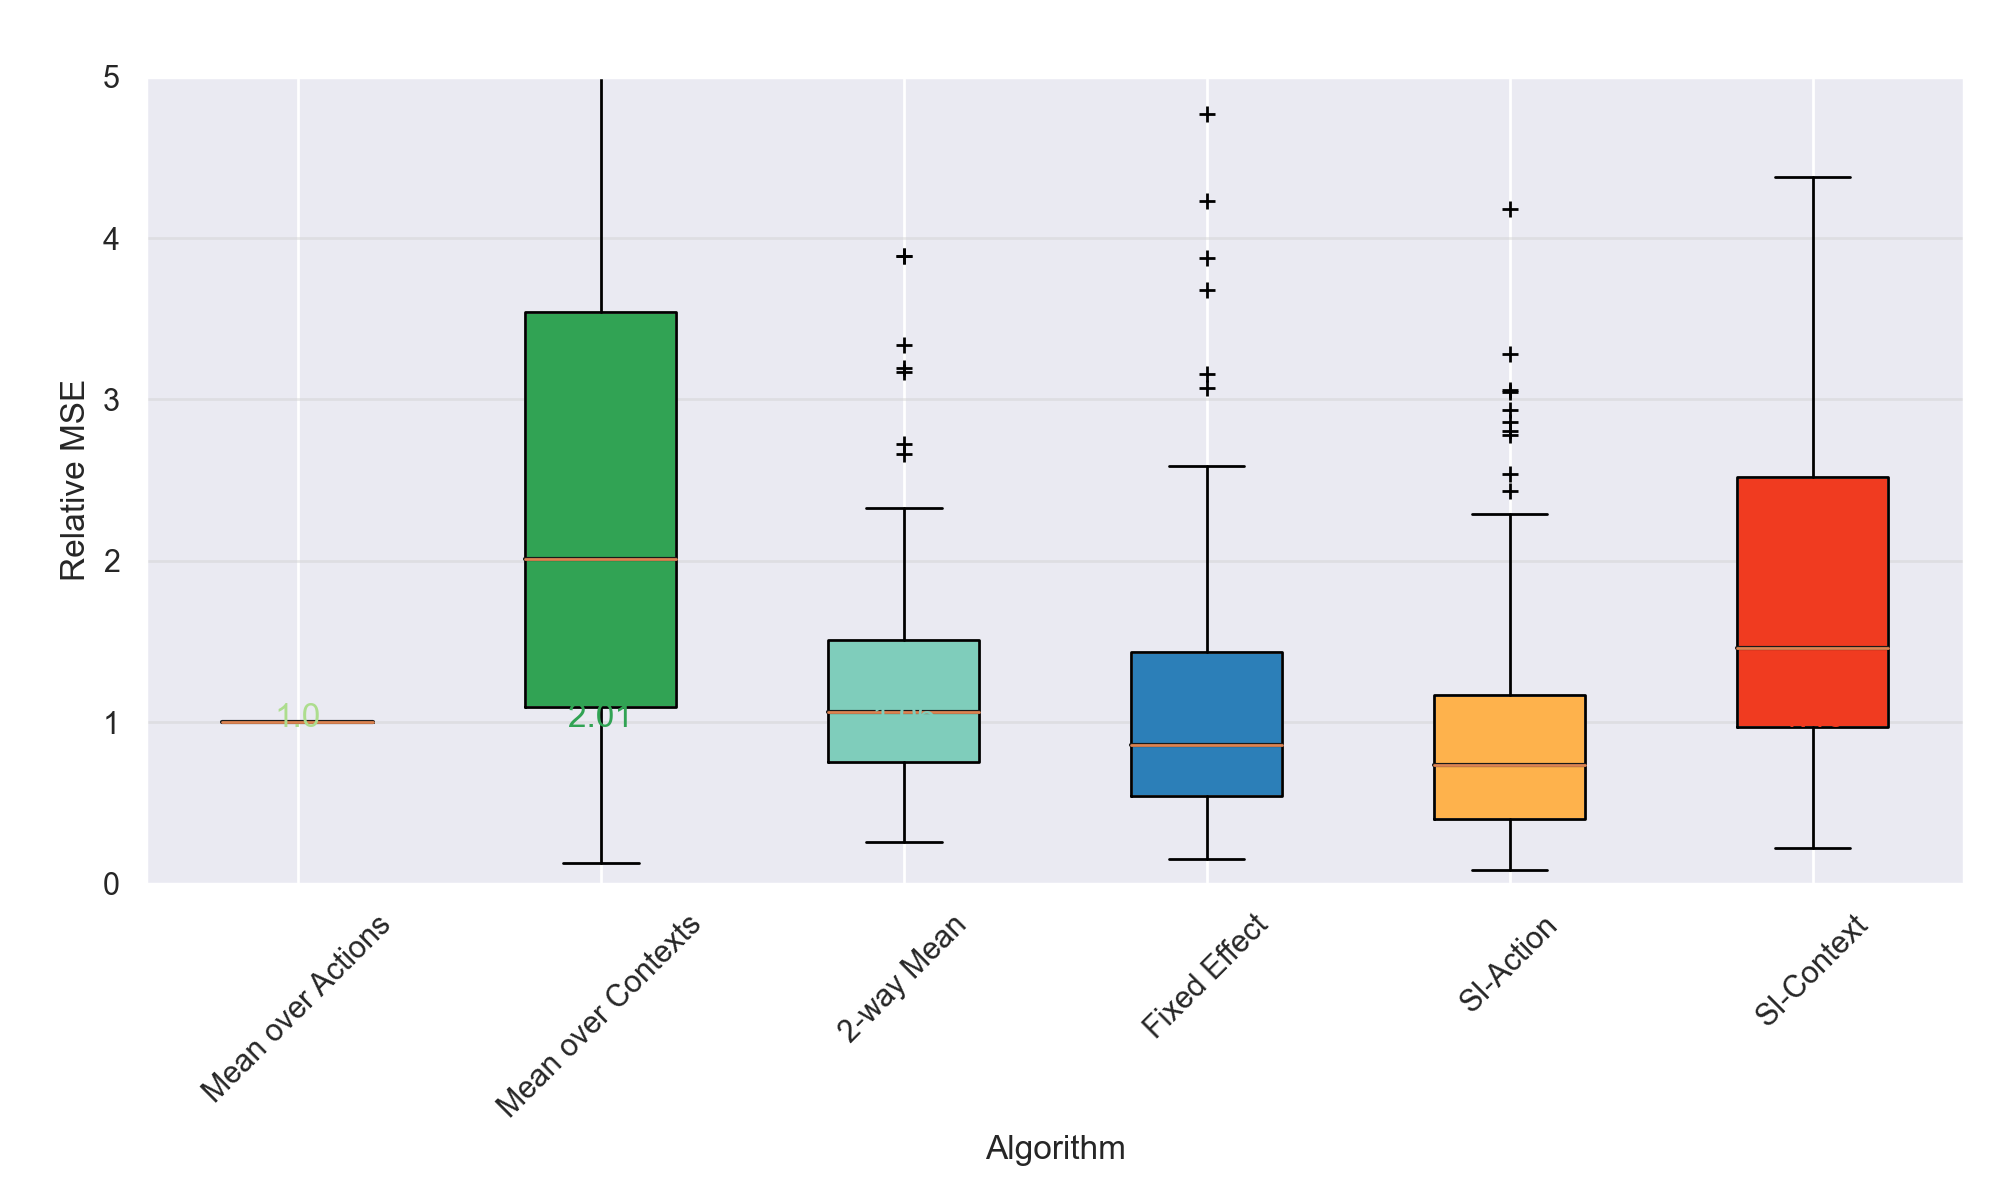 5
4
3
2
1
0
Relative MSE
1.0
2.01
Mean over Actions
Mean over Contexts
2-way Mean
Fixed Effect
SI-Action
SI-Context
Algorithm